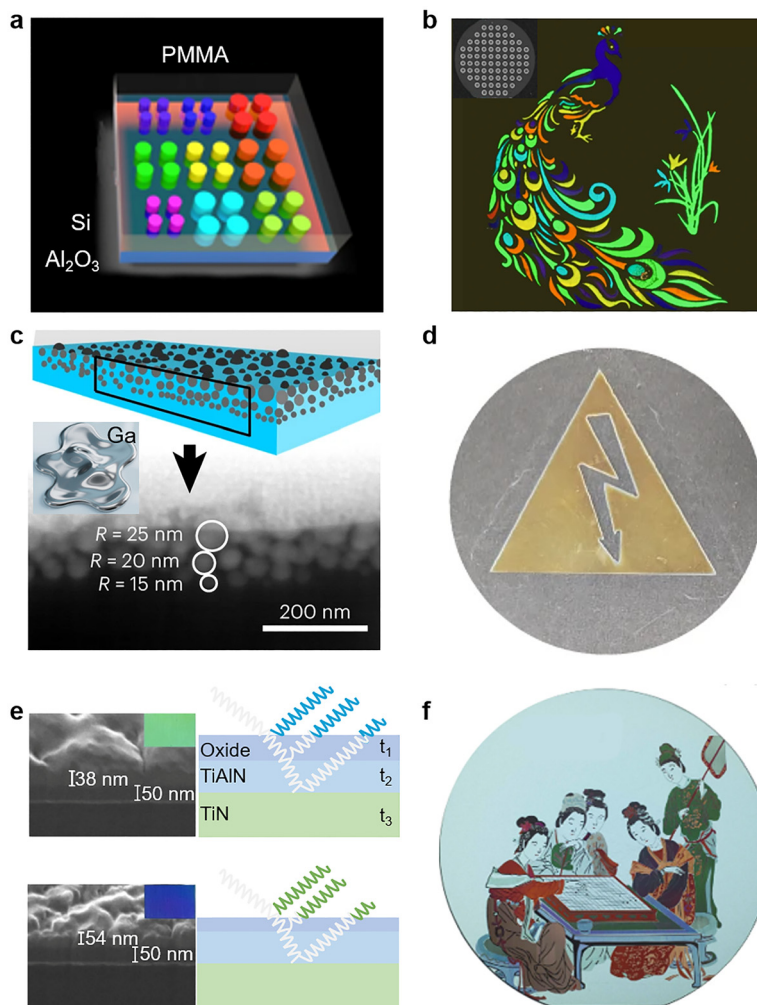 a
PMMA
Si
Al₂O₃
b
c
Ga
R = 25 nm
R = 20 nm
R = 15 nm
200 nm
d
e
38 nm
50 nm
Oxide t₁
TiAlN t₂
TiN t₃
54 nm
50 nm
f